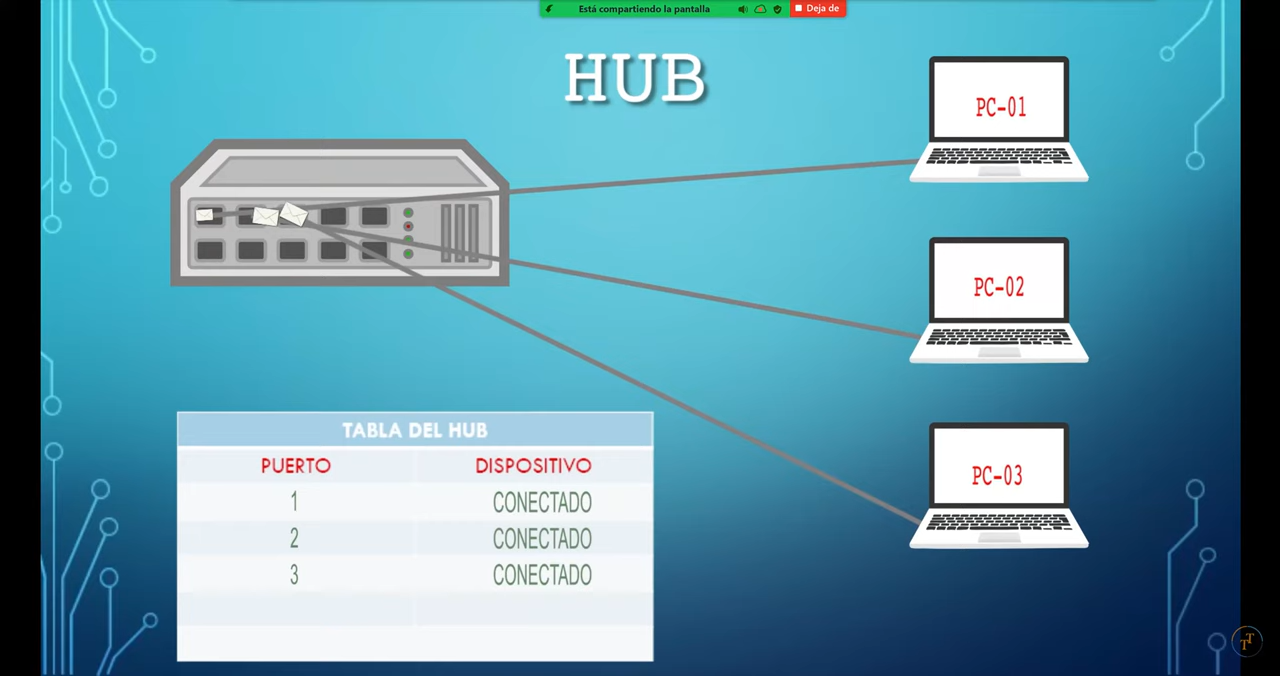 Está compartiendo la pantalla
Deja de
HUB
PC-01
PC-02
PC-03
TABLA DEL HUB
PUERTO DISPOSITIVO
1 CONECTADO
2 CONECTADO
3 CONECTADO
TT